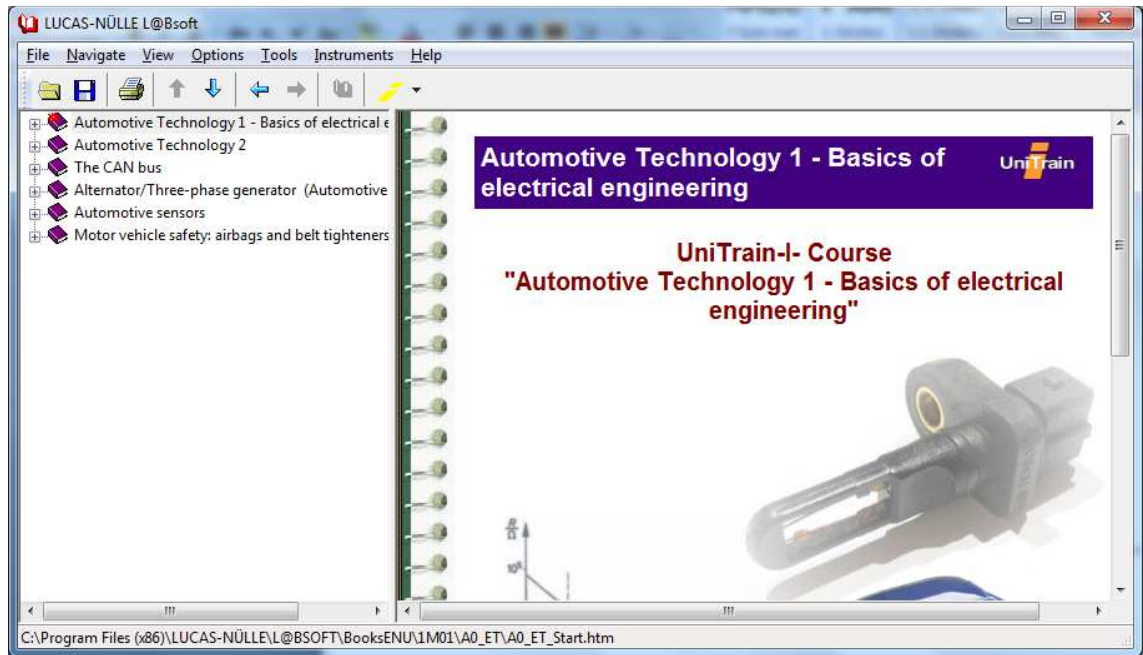 LUCAS-NÜLLE L@Bsoft
File Navigate View Options Tools Instruments Help
Automotive Technology 1 - Basics of electrical e
Automotive Technology 2
The CAN bus
Alternator/Three-phase generator (Automotive
Automotive sensors
Motor vehicle safety: airbags and belt tighteners
Automotive Technology 1 - Basics of
electrical engineering
UniTrain
UniTrain-I- Course
"Automotive Technology 1 - Basics of electrical
engineering"
R
Ω
C:\Program Files (x86)\LUCAS-NÜLLE\L@BSOFT\BooksENU\1M01\A0_ET\A0_ET_Start.htm